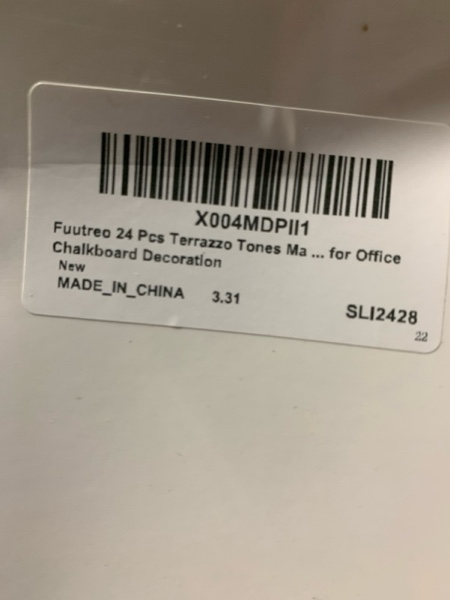 X004MDPII1
Fuutreo 24 Pcs Terrazzo Tones Ma ... for Office
Chalkboard Decoration
New
MADE_IN_CHINA 3.31
SLI2428
22